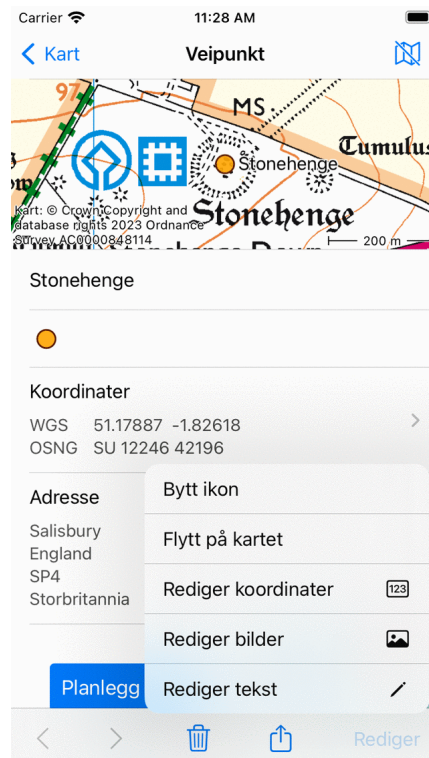 Carrier 11:28 AM
Kart Veipunkt
97
MS
Tumulus
Stonehenge
Stonehenge
Kart: © Crown Copyright and
database rights 2023 Ordnance
Survey AC0000848114
200 m
Stonehenge
Koordinater
WGS 51.17887 -1.82618
OSNG SU 12246 42196
Adresse
Salisbury
England
SP4
Storbritannia
Bytt ikon
Flytt på kartet
Rediger koordinater 123
Rediger bilder
Rediger tekst
Planlegg
Rediger